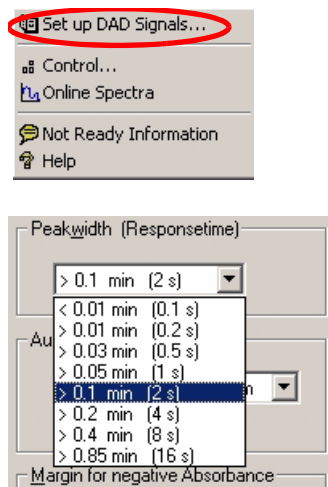 Set up DAD Signals...
Control...
Online Spectra
Not Ready Information
Help
Peakwidth (Responsetime)
> 0.1 min (2 s)
< 0.01 min (0.1 s)
> 0.01 min (0.2 s)
Au
> 0.03 min (0.5 s)
> 0.05 min (1 s)
> 0.1 min (2 s)
> 0.2 min (4 s)
> 0.4 min (8 s)
> 0.85 min (16 s)
Margin for negative Absorbance